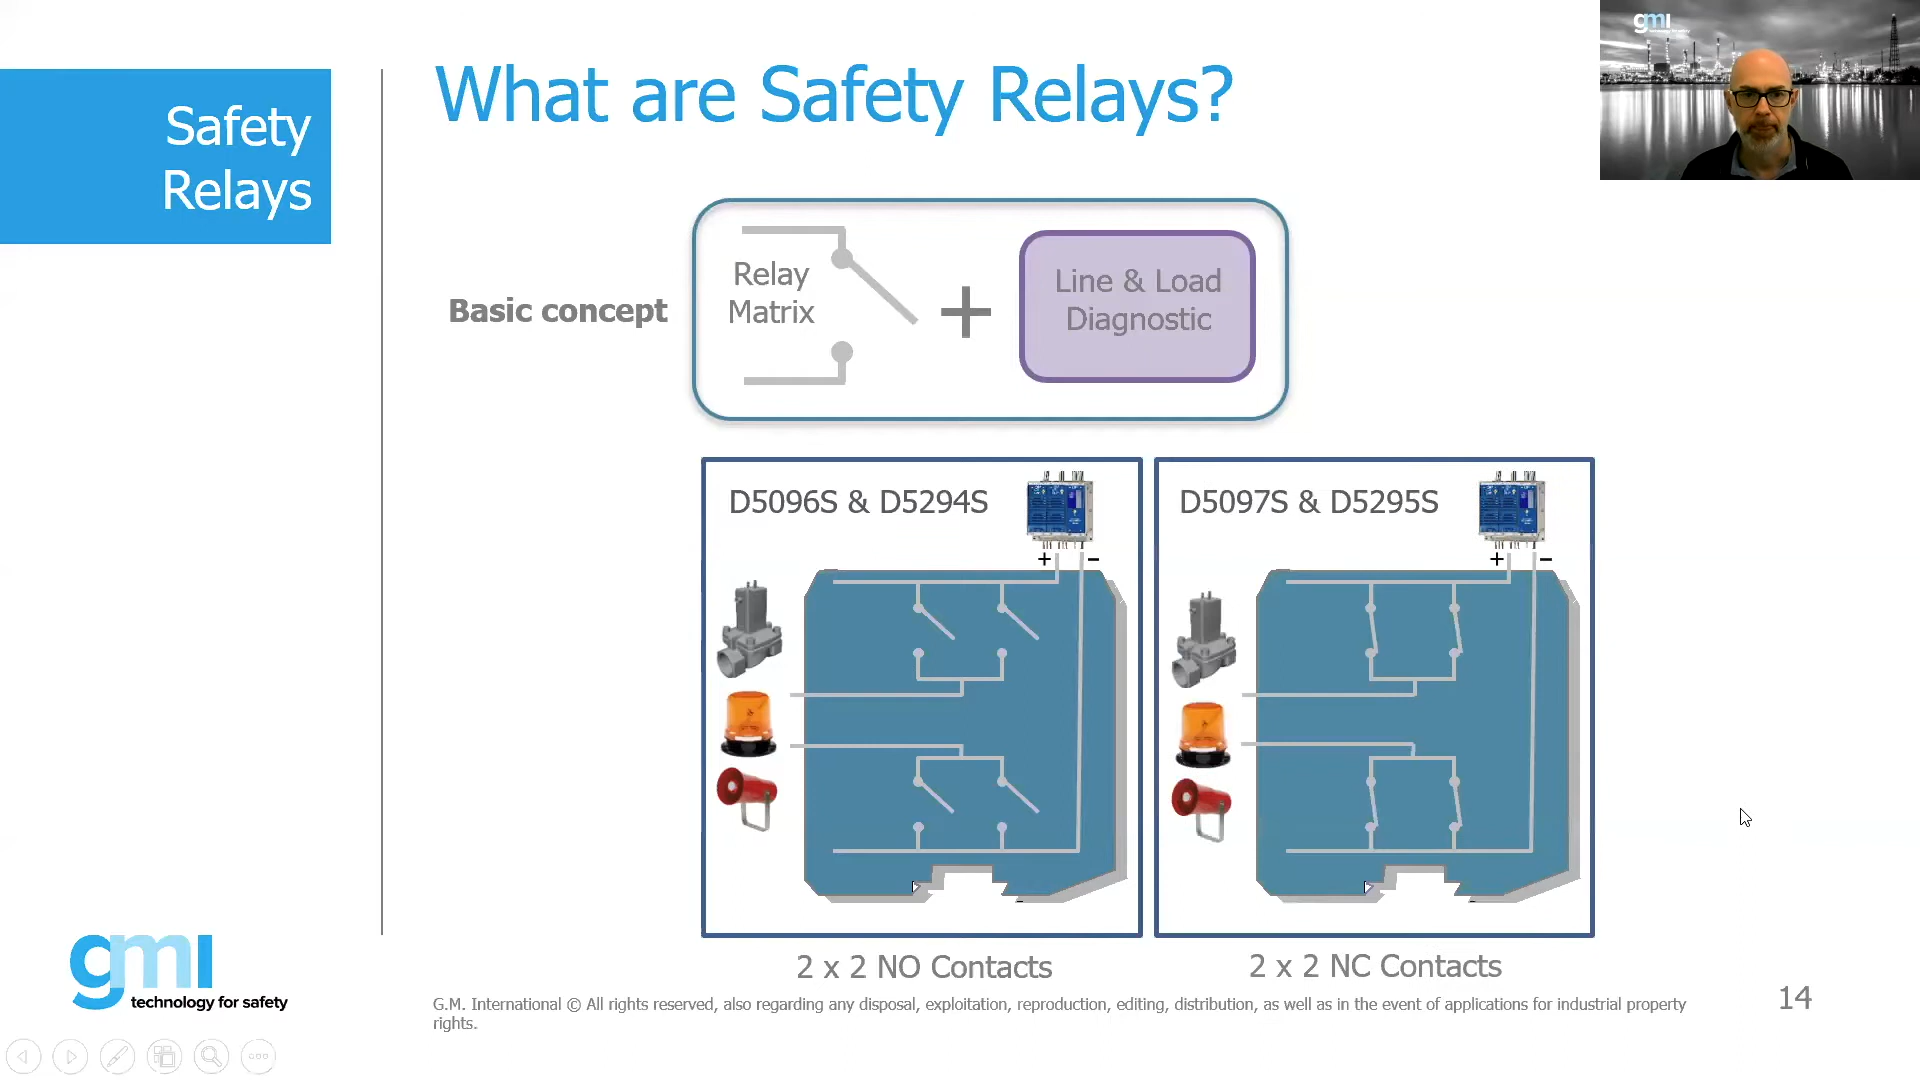 Safety
Relays
What are Safety Relays?
gmi
Basic concept
Relay
Matrix
+
Line & Load
Diagnostic
D5096S & D5294S
+ –
D5097S & D5295S
+ –
2 x 2 NO Contacts
2 x 2 NC Contacts
gmi
technology for safety
G.M. International © All rights reserved, also regarding any disposal, exploitation, reproduction, editing, distribution, as well as in the event of applications for industrial property
rights.
14